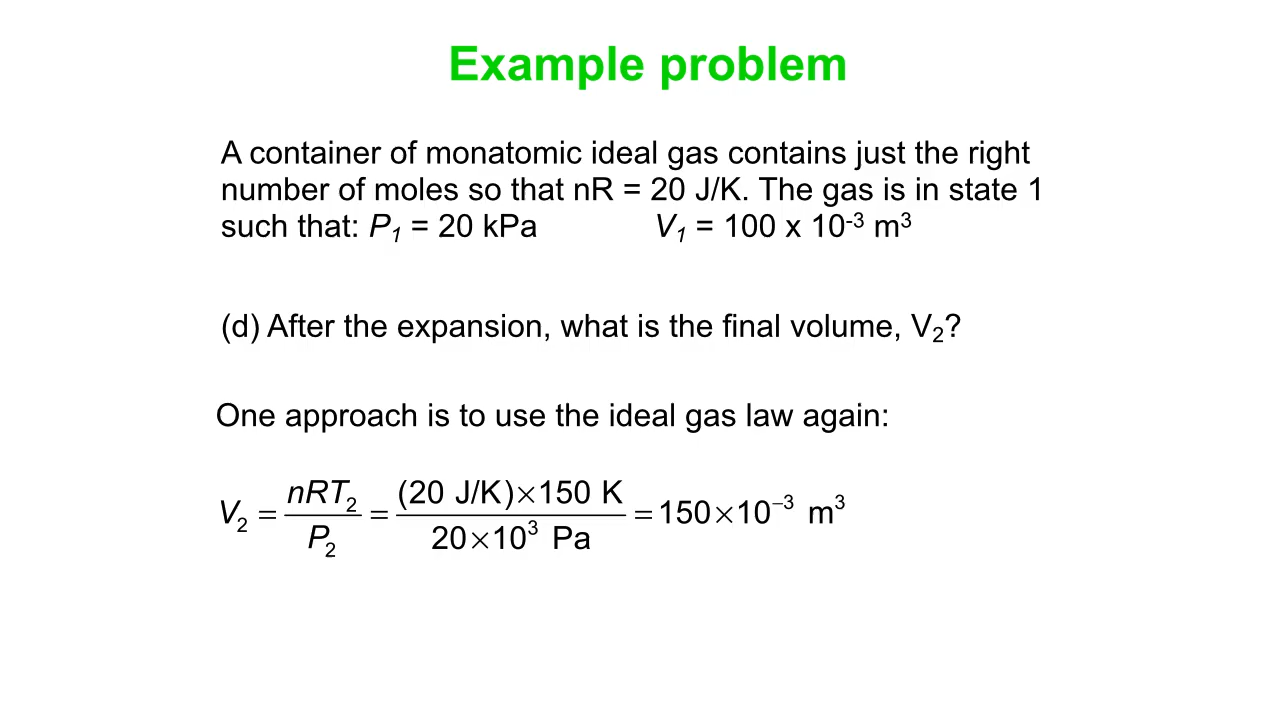 Example problem
A container of monatomic ideal gas contains just the right
number of moles so that nR = 20 J/K. The gas is in state 1
such that: P₁ = 20 kPa V₁ = 100 x 10⁻³ m³
(d) After the expansion, what is the final volume, V₂?
One approach is to use the ideal gas law again:
V₂ = nRT₂/P₂ = (20 J/K)×150 K/20×10³ Pa = 150×10⁻³ m³